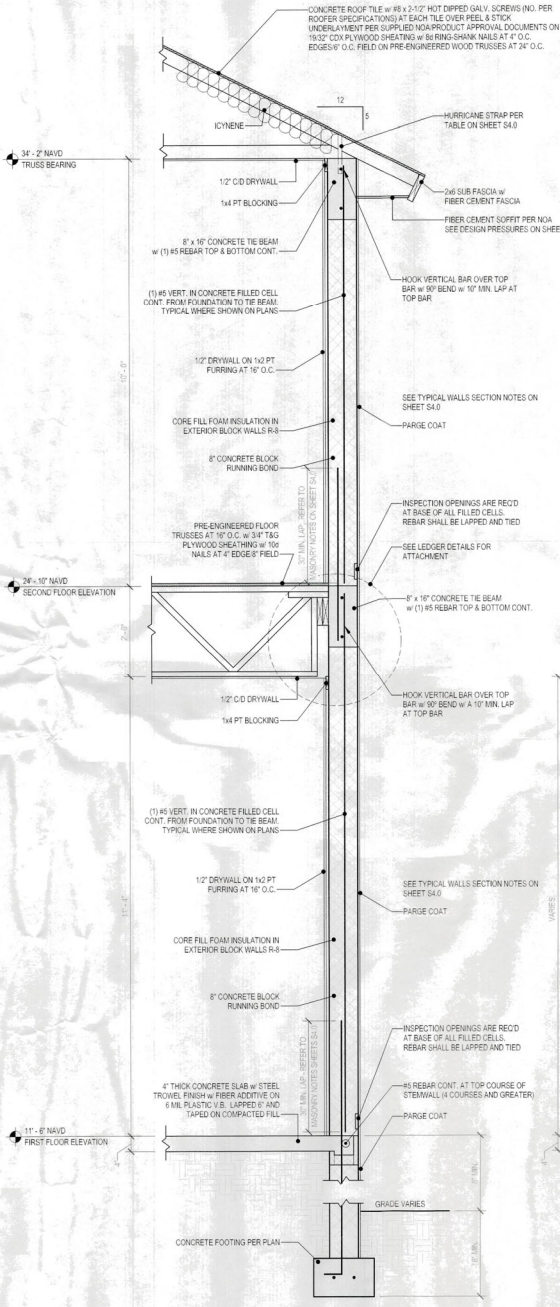 CONCRETE ROOF TILE w/ #8 x 2-1/2" HOT DIPPED GALV. SCREWS (NO. PER
ROOFER SPECIFICATIONS) AT EACH TILE OVER PEEL & STICK
UNDERLAYMENT PER SUPPLIED NOA/PRODUCT APPROVAL DOCUMENTS ON
19/32" CDX PLYWOOD SHEATING w/ 8d RING-SHANK NAILS AT 4" O.C.
EDGES/6" O.C. FIELD ON PRE-ENGINEERED WOOD TRUSSES AT 24" O.C.
12
5
ICYNENE
HURRICANE STRAP PER
TABLE ON SHEET S4.0
34' - 2" NAVD
TRUSS BEARING
1/2" C/D DRYWALL
1x4 PT BLOCKING
2x6 SUB FASCIA w/
FIBER CEMENT FASCIA
FIBER CEMENT SOFFIT PER NOA
SEE DESIGN PRESSURES ON SHEE
8" x 16" CONCRETE TIE BEAM
w/ (1) #5 REBAR TOP & BOTTOM CONT.
HOOK VERTICAL BAR OVER TOP
BAR w/ 90º BEND w/ 10" MIN. LAP AT
TOP BAR
(1) #5 VERT. IN CONCRETE FILLED CELL
CONT. FROM FOUNDATION TO TIE BEAM.
TYPICAL WHERE SHOWN ON PLANS
1/2" DRYWALL ON 1x2 PT
FURRING AT 16" O.C.
SEE TYPICAL WALLS SECTION NOTES ON
SHEET S4.0
PARGE COAT
CORE FILL FOAM INSULATION IN
EXTERIOR BLOCK WALLS R-8
8" CONCRETE BLOCK
RUNNING BOND
30" MIN. LAP, REFER TO
MASONRY NOTES ON SHEET S4.0
INSPECTION OPENINGS ARE REQ'D
AT BASE OF ALL FILLED CELLS.
REBAR SHALL BE LAPPED AND TIED
PRE-ENGINEERED FLOOR
TRUSSES AT 16" O.C. w/ 3/4" T&G
PLYWOOD SHEATHING w/ 10d
NAILS AT 4" EDGE/8" FIELD
SEE LEDGER DETAILS FOR
ATTACHMENT
24' - 10" NAVD
SECOND FLOOR ELEVATION
8" x 16" CONCRETE TIE BEAM
w/ (1) #5 REBAR TOP & BOTTOM CONT.
2'-0"
1/2" C/D DRYWALL
1x4 PT BLOCKING
HOOK VERTICAL BAR OVER TOP
BAR w/ 90º BEND w/ A 10" MIN. LAP
AT TOP BAR
(1) #5 VERT. IN CONCRETE FILLED CELL
CONT. FROM FOUNDATION TO TIE BEAM.
TYPICAL WHERE SHOWN ON PLANS
1/2" DRYWALL ON 1x2 PT
FURRING AT 16" O.C.
SEE TYPICAL WALLS SECTION NOTES ON
SHEET S4.0
PARGE COAT
VARIES
11'-4"
CORE FILL FOAM INSULATION IN
EXTERIOR BLOCK WALLS R-8
8" CONCRETE BLOCK
RUNNING BOND
30" MIN. LAP - REFER TO
MASONRY NOTES SHEETS S4.0
INSPECTION OPENINGS ARE REQ'D
AT BASE OF ALL FILLED CELLS.
REBAR SHALL BE LAPPED AND TIED
4" THICK CONCRETE SLAB w/ STEEL
TROWEL FINISH w/ FIBER ADDITIVE ON
6 MIL PLASTIC V.B. LAPPED 6" AND
TAPED ON COMPACTED FILL
#5 REBAR CONT. AT TOP COURSE OF
STEMWALL (4 COURSES AND GREATER)
11' - 6" NAVD
FIRST FLOOR ELEVATION
PARGE COAT
GRADE VARIES
CONCRETE FOOTING PER PLAN